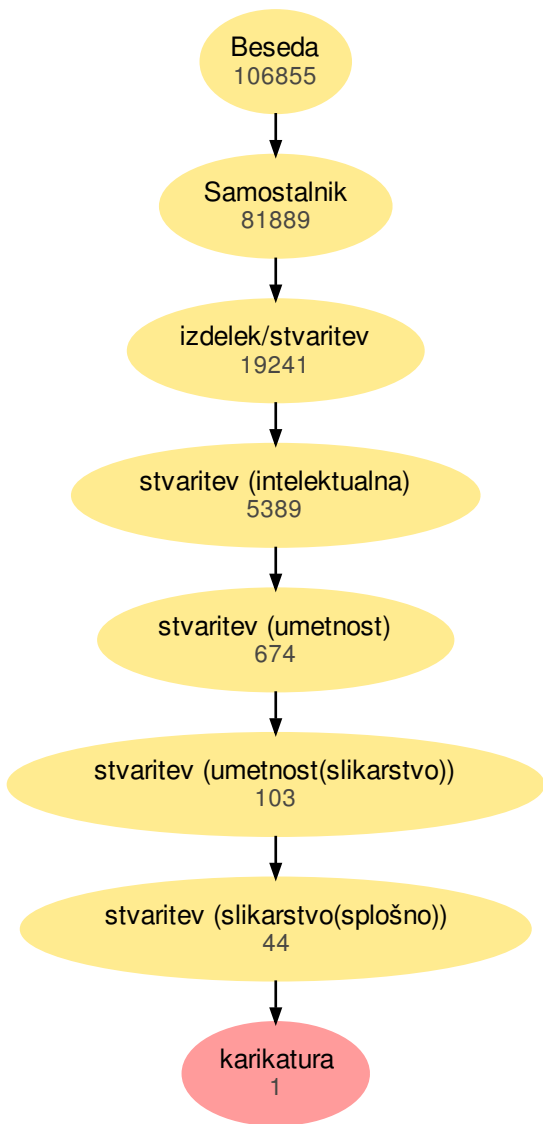 Beseda
106855
Samostalnik
81889
izdelek/stvaritev
19241
stvaritev (intelektualna)
5389
stvaritev (umetnost)
674
stvaritev (umetnost(slikarstvo))
103
stvaritev (slikarstvo(splošno))
44
karikatura
1